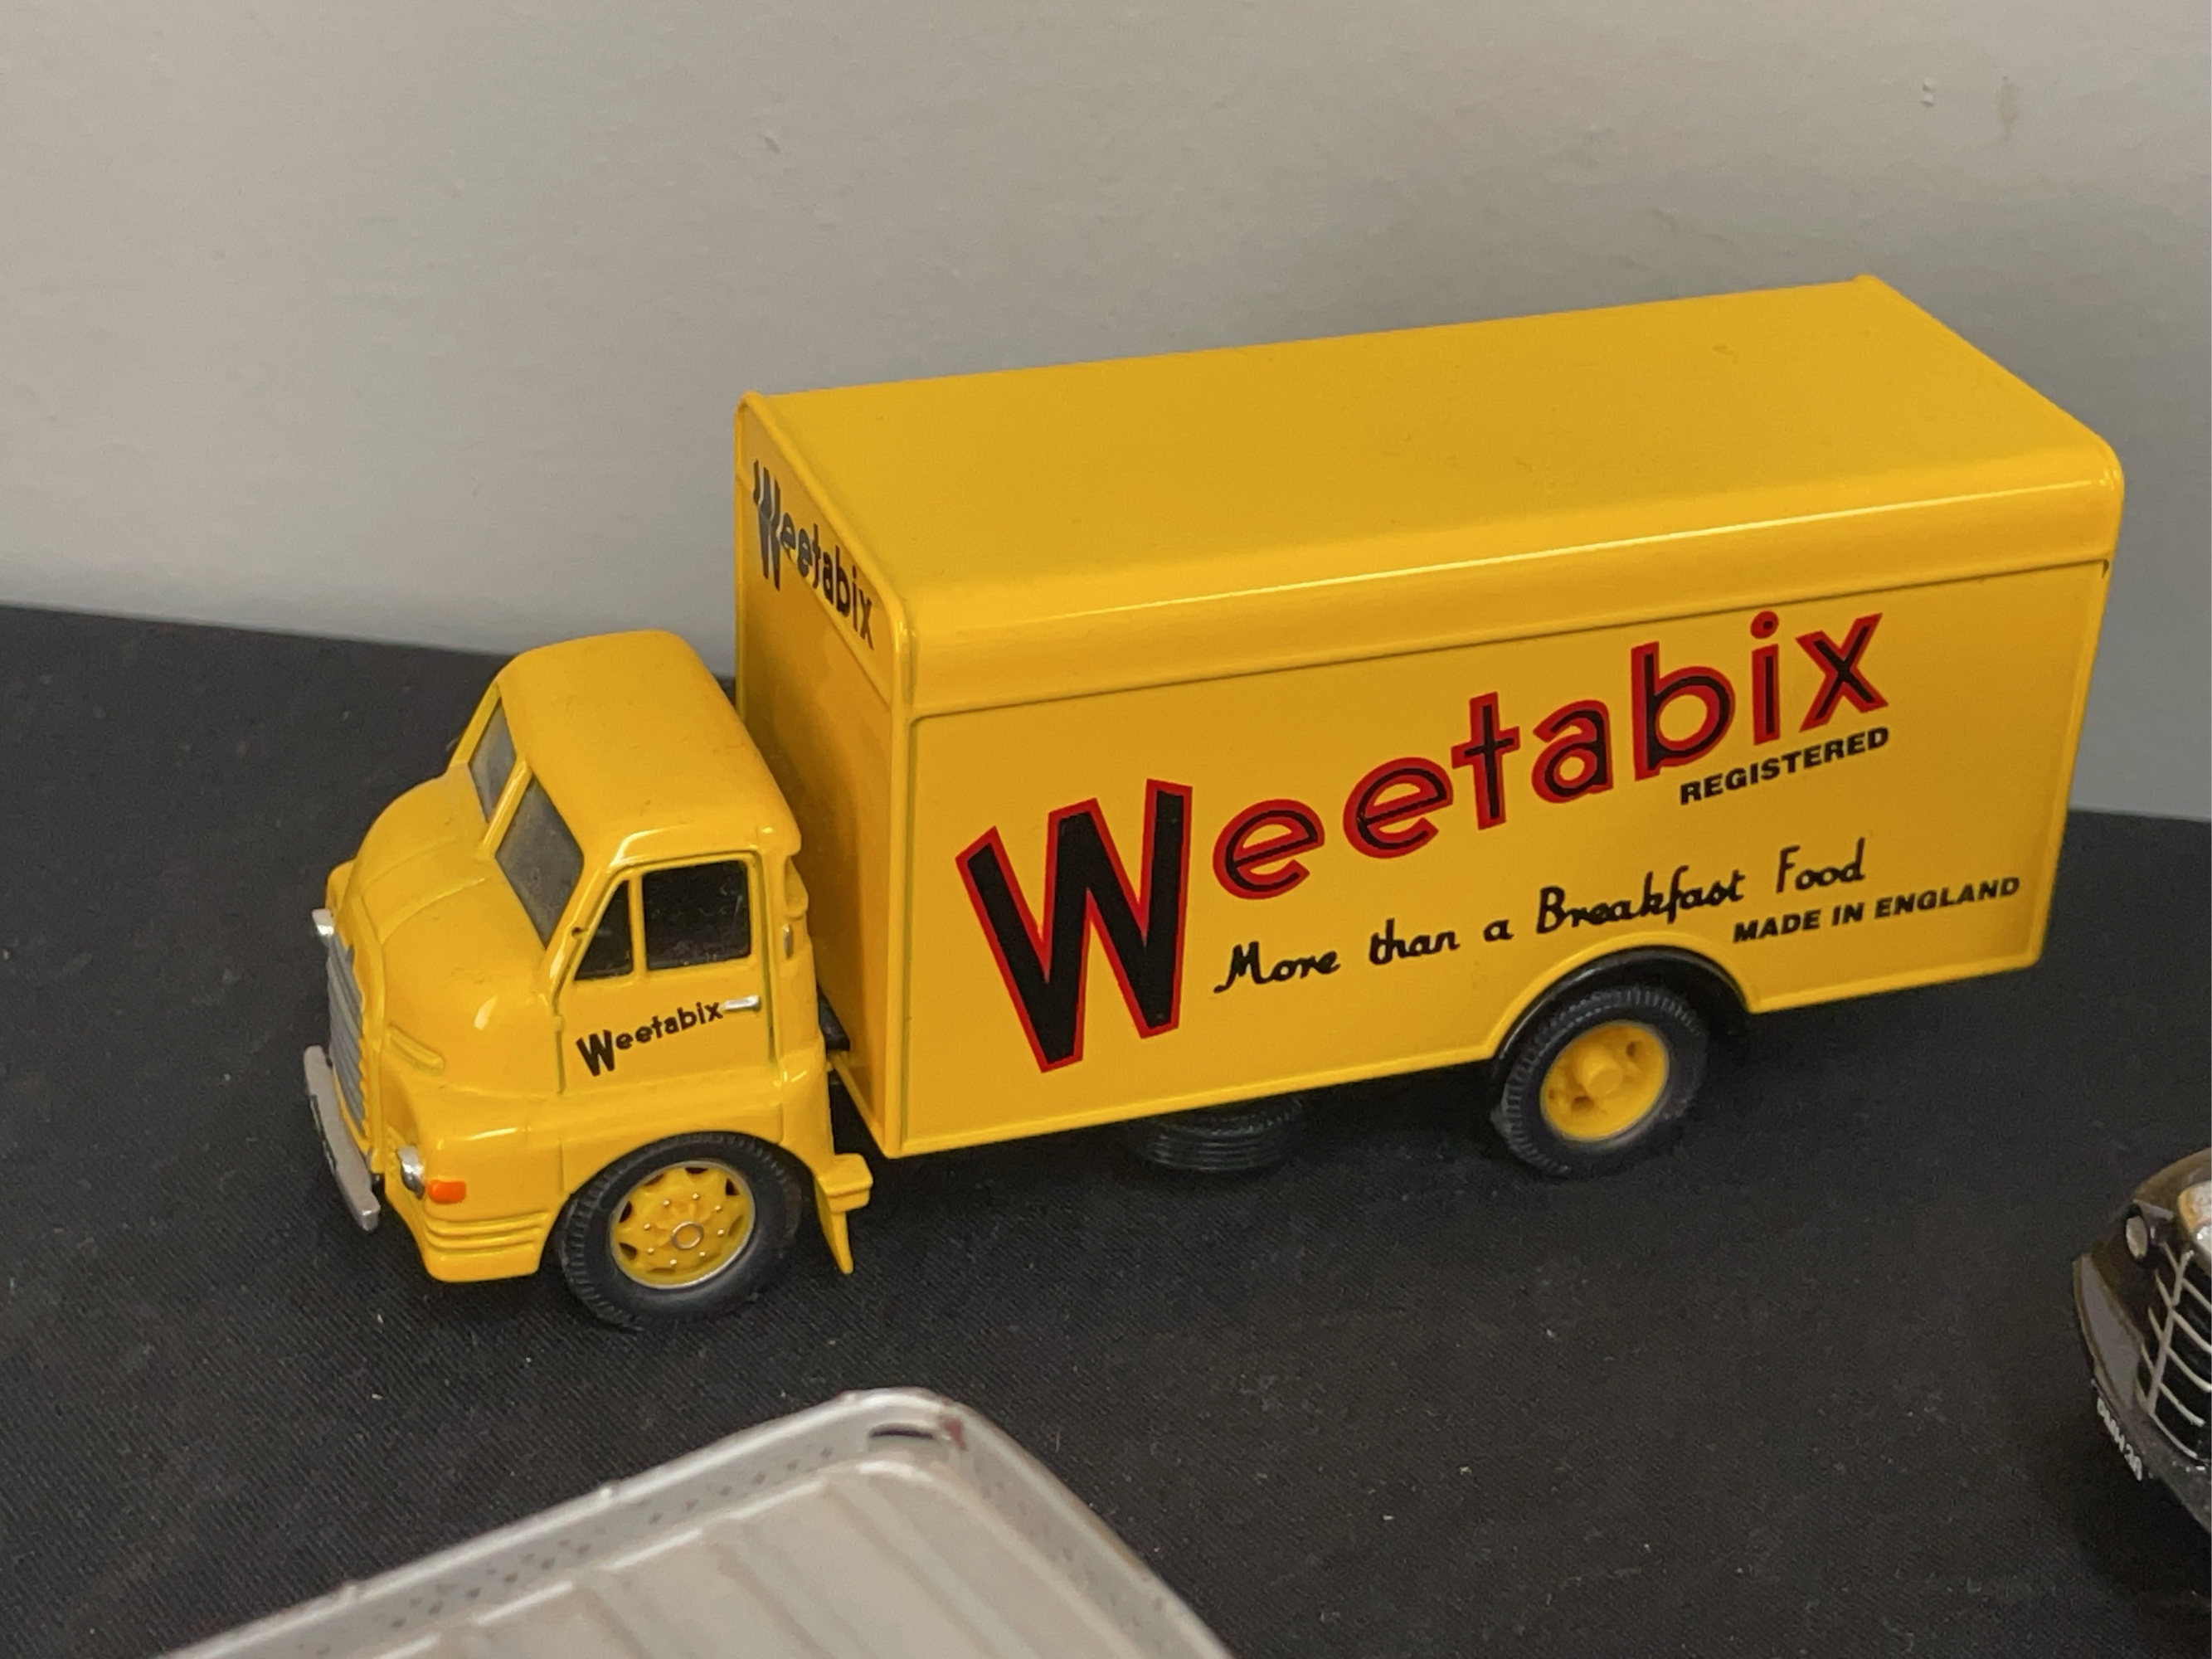 Weetabix
Weetabix
REGISTERED
More than a Breakfast Food
MADE IN ENGLAND
Weetabix